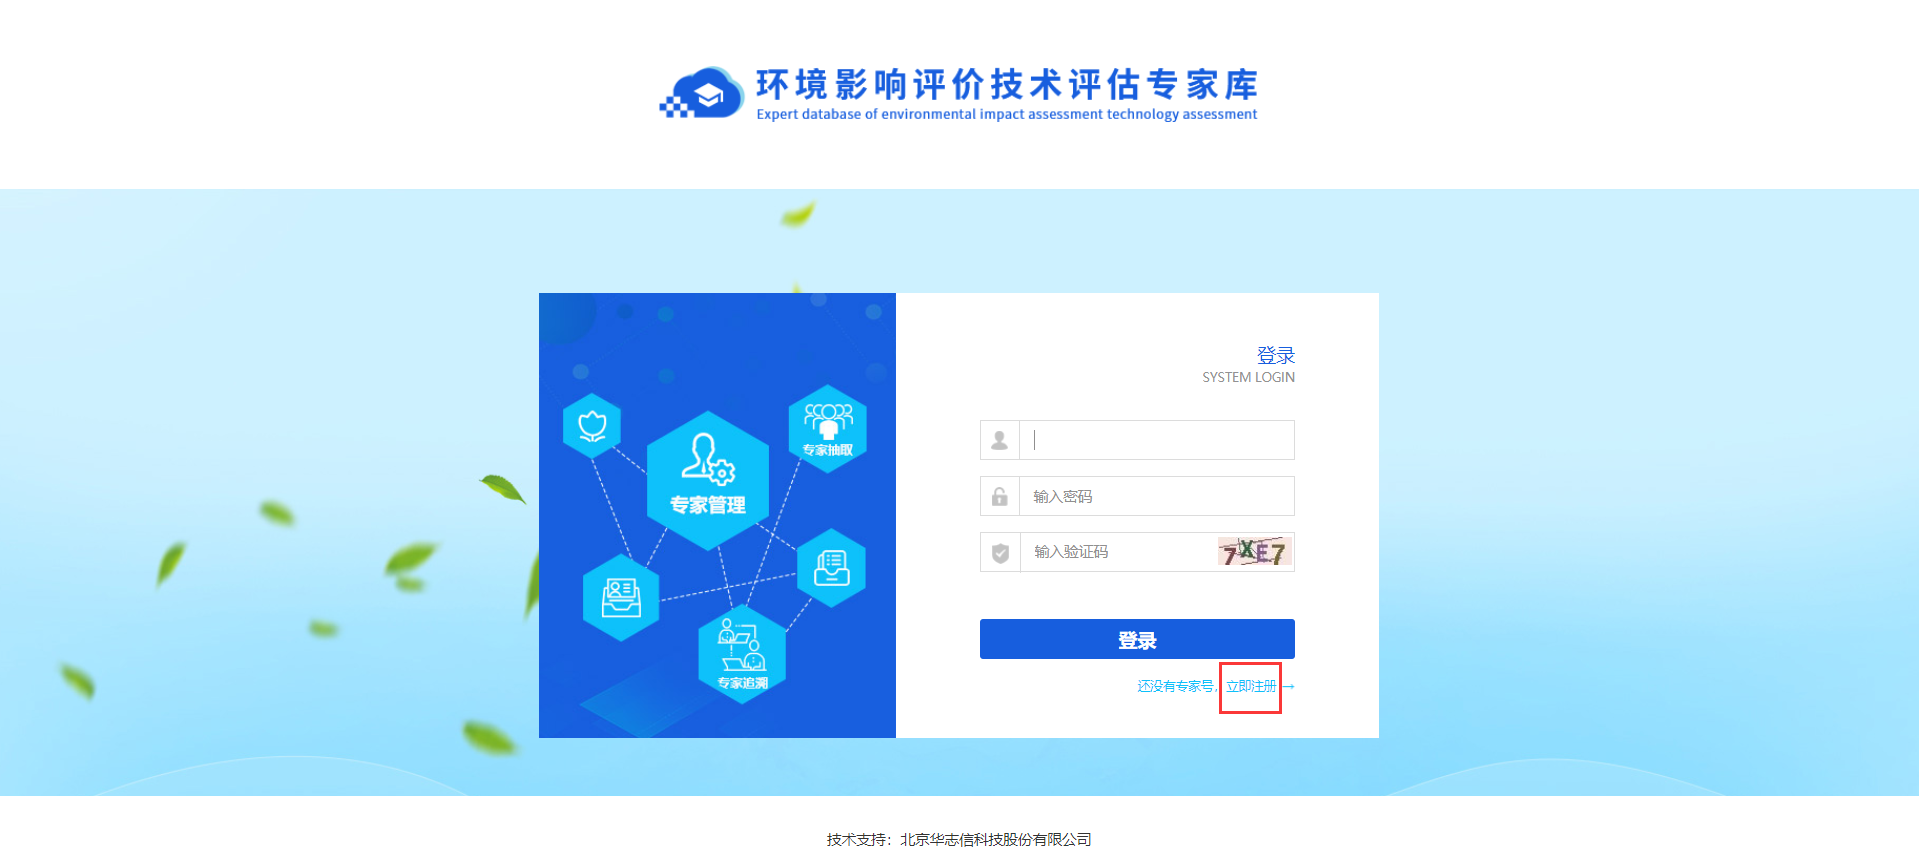 环境影响评价技术评估专家库
Expert database of environmental impact assessment technology assessment
专家抽取
专家管理
专家追溯
登录
SYSTEM LOGIN
输入密码
输入验证码
7XE7
登录
还没有专家号，立即注册 →
技术支持：北京华志信科技股份有限公司